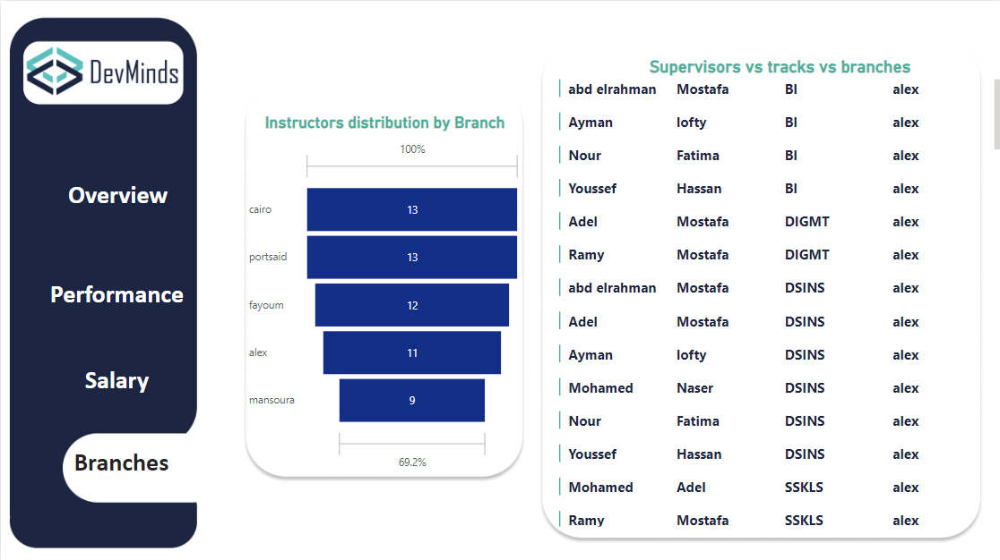 DevMinds
Overview
Performance
Salary
Branches
Instructors distribution by Branch
100%
cairo 13
portsaid 13
fayoum 12
alex 11
mansoura 9
69.2%
Supervisors vs tracks vs branches
abd elrahman Mostafa BI alex
Ayman lofty BI alex
Nour Fatima BI alex
Youssef Hassan BI alex
Adel Mostafa DIGMT alex
Ramy Mostafa DIGMT alex
abd elrahman Mostafa DSINS alex
Adel Mostafa DSINS alex
Ayman lofty DSINS alex
Mohamed Naser DSINS alex
Nour Fatima DSINS alex
Youssef Hassan DSINS alex
Mohamed Adel SSKLS alex
Ramy Mostafa SSKLS alex